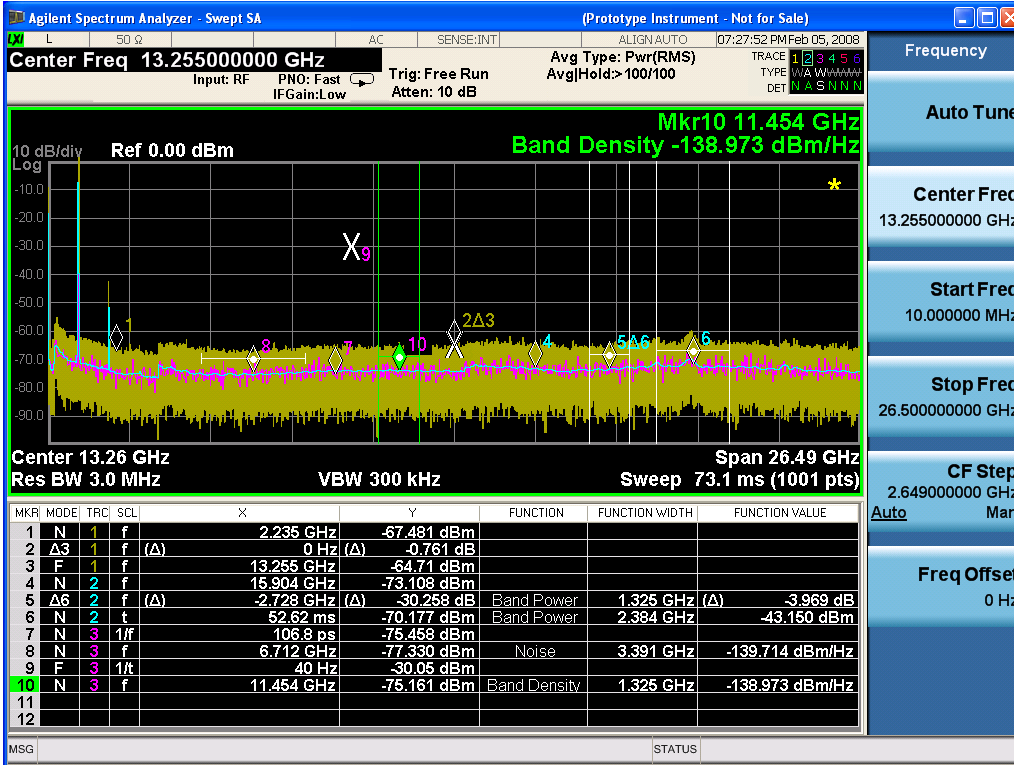 Agilent Spectrum Analyzer - Swept SA (Prototype Instrument - Not for Sale)
LXI L 50 Ω AC SENSE:INT ALIGN AUTO 07:27:52 PM Feb 05, 2008
Center Freq 13.255000000 GHz
Input: RF PNO: Fast
IFGain:Low
Trig: Free Run
Atten: 10 dB
Avg Type: Pwr(RMS)
Avg|Hold:>100/100
TRACE 1 2 3 4 5 6
TYPE W A W W W W
DET N A S N N N
Mkr10 11.454 GHz
Band Density -138.973 dBm/Hz
10 dB/div Ref 0.00 dBm
Log
-10.0
-20.0
-30.0
-40.0
-50.0
-60.0
-70.0
-80.0
-90.0
X 9
1
8
7
10
2Δ3
4
5Δ6
6
*
Center 13.26 GHz Span 26.49 GHz
Res BW 3.0 MHz VBW 300 kHz Sweep 73.1 ms (1001 pts)
MKR MODE TRC SCL X Y FUNCTION FUNCTION WIDTH FUNCTION VALUE
1 N 1 f 2.235 GHz -67.481 dBm
2 Δ3 1 f (Δ) 0 Hz (Δ) -0.761 dB
3 F 1 f 13.255 GHz -64.71 dBm
4 N 2 f 15.904 GHz -73.108 dBm
5 Δ6 2 f (Δ) -2.728 GHz (Δ) -30.258 dB Band Power 1.325 GHz (Δ) -3.969 dB
6 N 2 t 52.62 ms -70.177 dBm Band Power 2.384 GHz -43.150 dBm
7 N 3 1/f 106.8 ps -75.458 dBm
8 N 3 f 6.712 GHz -77.330 dBm Noise 3.391 GHz -139.714 dBm/Hz
9 F 3 1/t 40 Hz -30.05 dBm
10 N 3 f 11.454 GHz -75.161 dBm Band Density 1.325 GHz -138.973 dBm/Hz
11
12
MSG STATUS
Frequency
Auto Tune
Center Freq
13.255000000 GHz
Start Freq
10.000000 MHz
Stop Freq
26.500000000 GHz
CF Step
2.649000000 GHz
Auto Man
Freq Offset
0 Hz